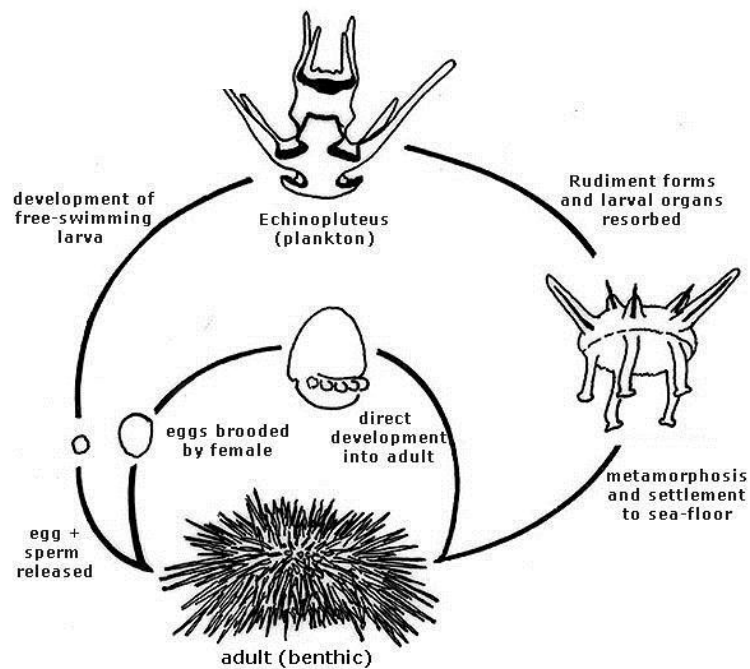 development of
free-swimming
larva
Echinopluteus
(plankton)
Rudiment forms
and larval organs
resorbed
eggs brooded
by female
direct
development
into adult
metamorphosis
and settlement
to sea-floor
egg +
sperm
released
adult (benthic)